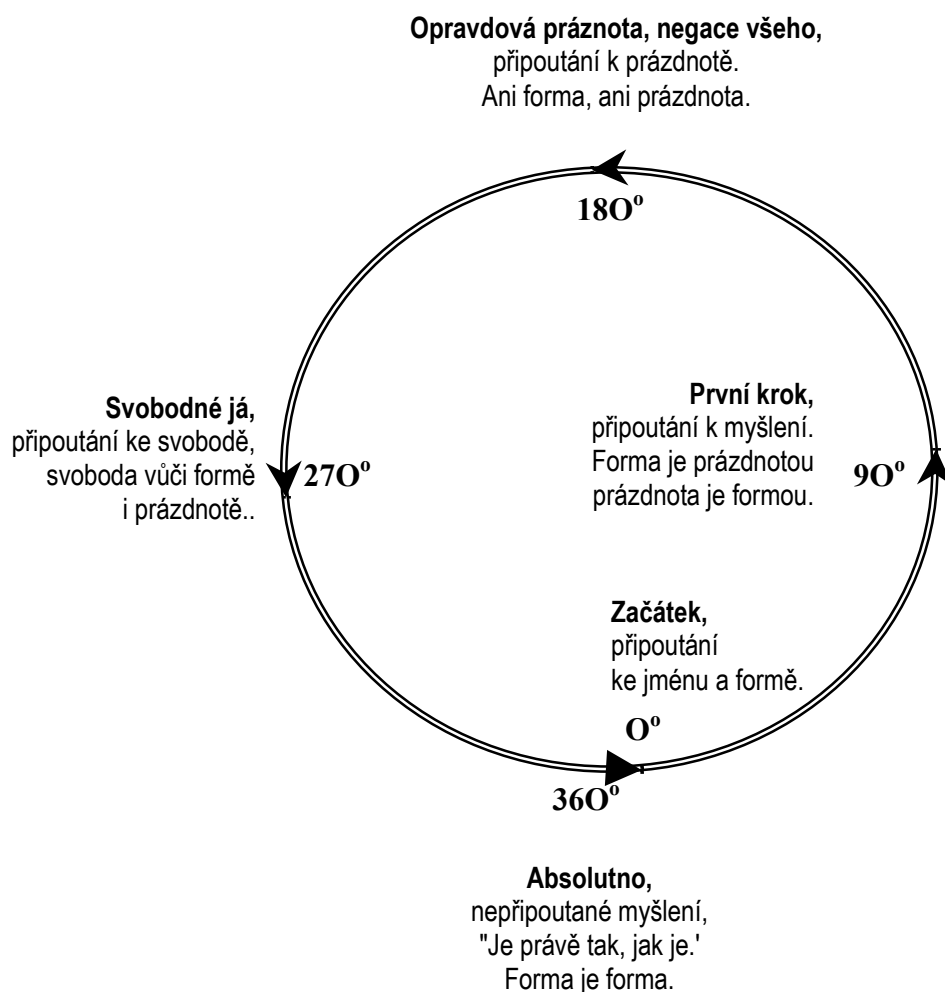 Opravdová práznota, negace všeho,
připoutání k prázdnotě.
Ani forma, ani prázdnota.
18O°
Svobodné já,
připoutání ke svobodě,
svoboda vůči formě
i prázdnotě..
27O°
První krok,
připoutání k myšlení.
Forma je prázdnotou
prázdnota je formou.
9O°
Začátek,
připoutání
ke jménu a formě.
O°
36O°
Absolutno,
nepřipoutané myšlení,
"Je právě tak, jak je.'
Forma je forma.